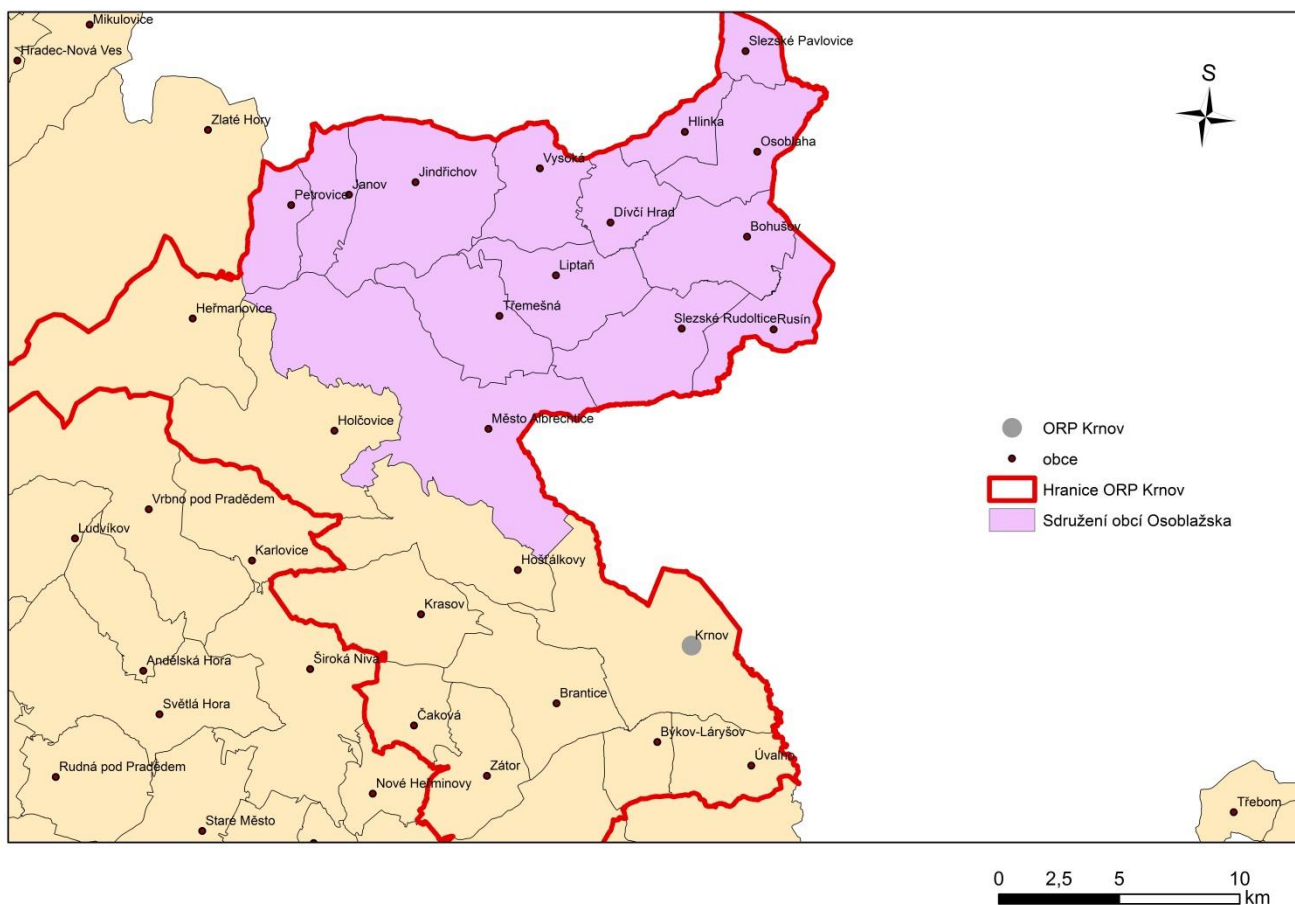 Mikulovice
Hradec-Nová Ves
Slezské Pavlovice
S
Zlaté Hory
Hlinka
Osoblaha
Vysoká
Jindřichov
Janov
Petrovice
Dívčí Hrad
Bohušov
Liptaň
Heřmanovice
Třemešná
Slezské Rudoltice
Rusín
Holčovice
Město Albrechtice
ORP Krnov
obce
Hranice ORP Krnov
Sdružení obcí Osoblažska
Vrbno pod Pradědem
Ludvíkov
Karlovice
Hošťálkovy
Krasov
Krnov
Andělská Hora
Široká Niva
Světlá Hora
Brantice
Čaková
Býkov-Láryšov
Úvalno
Rudná pod Pradědem
Zátor
Nové Heřminovy
Staré Město
Třebom
0 2,5 5 10
km